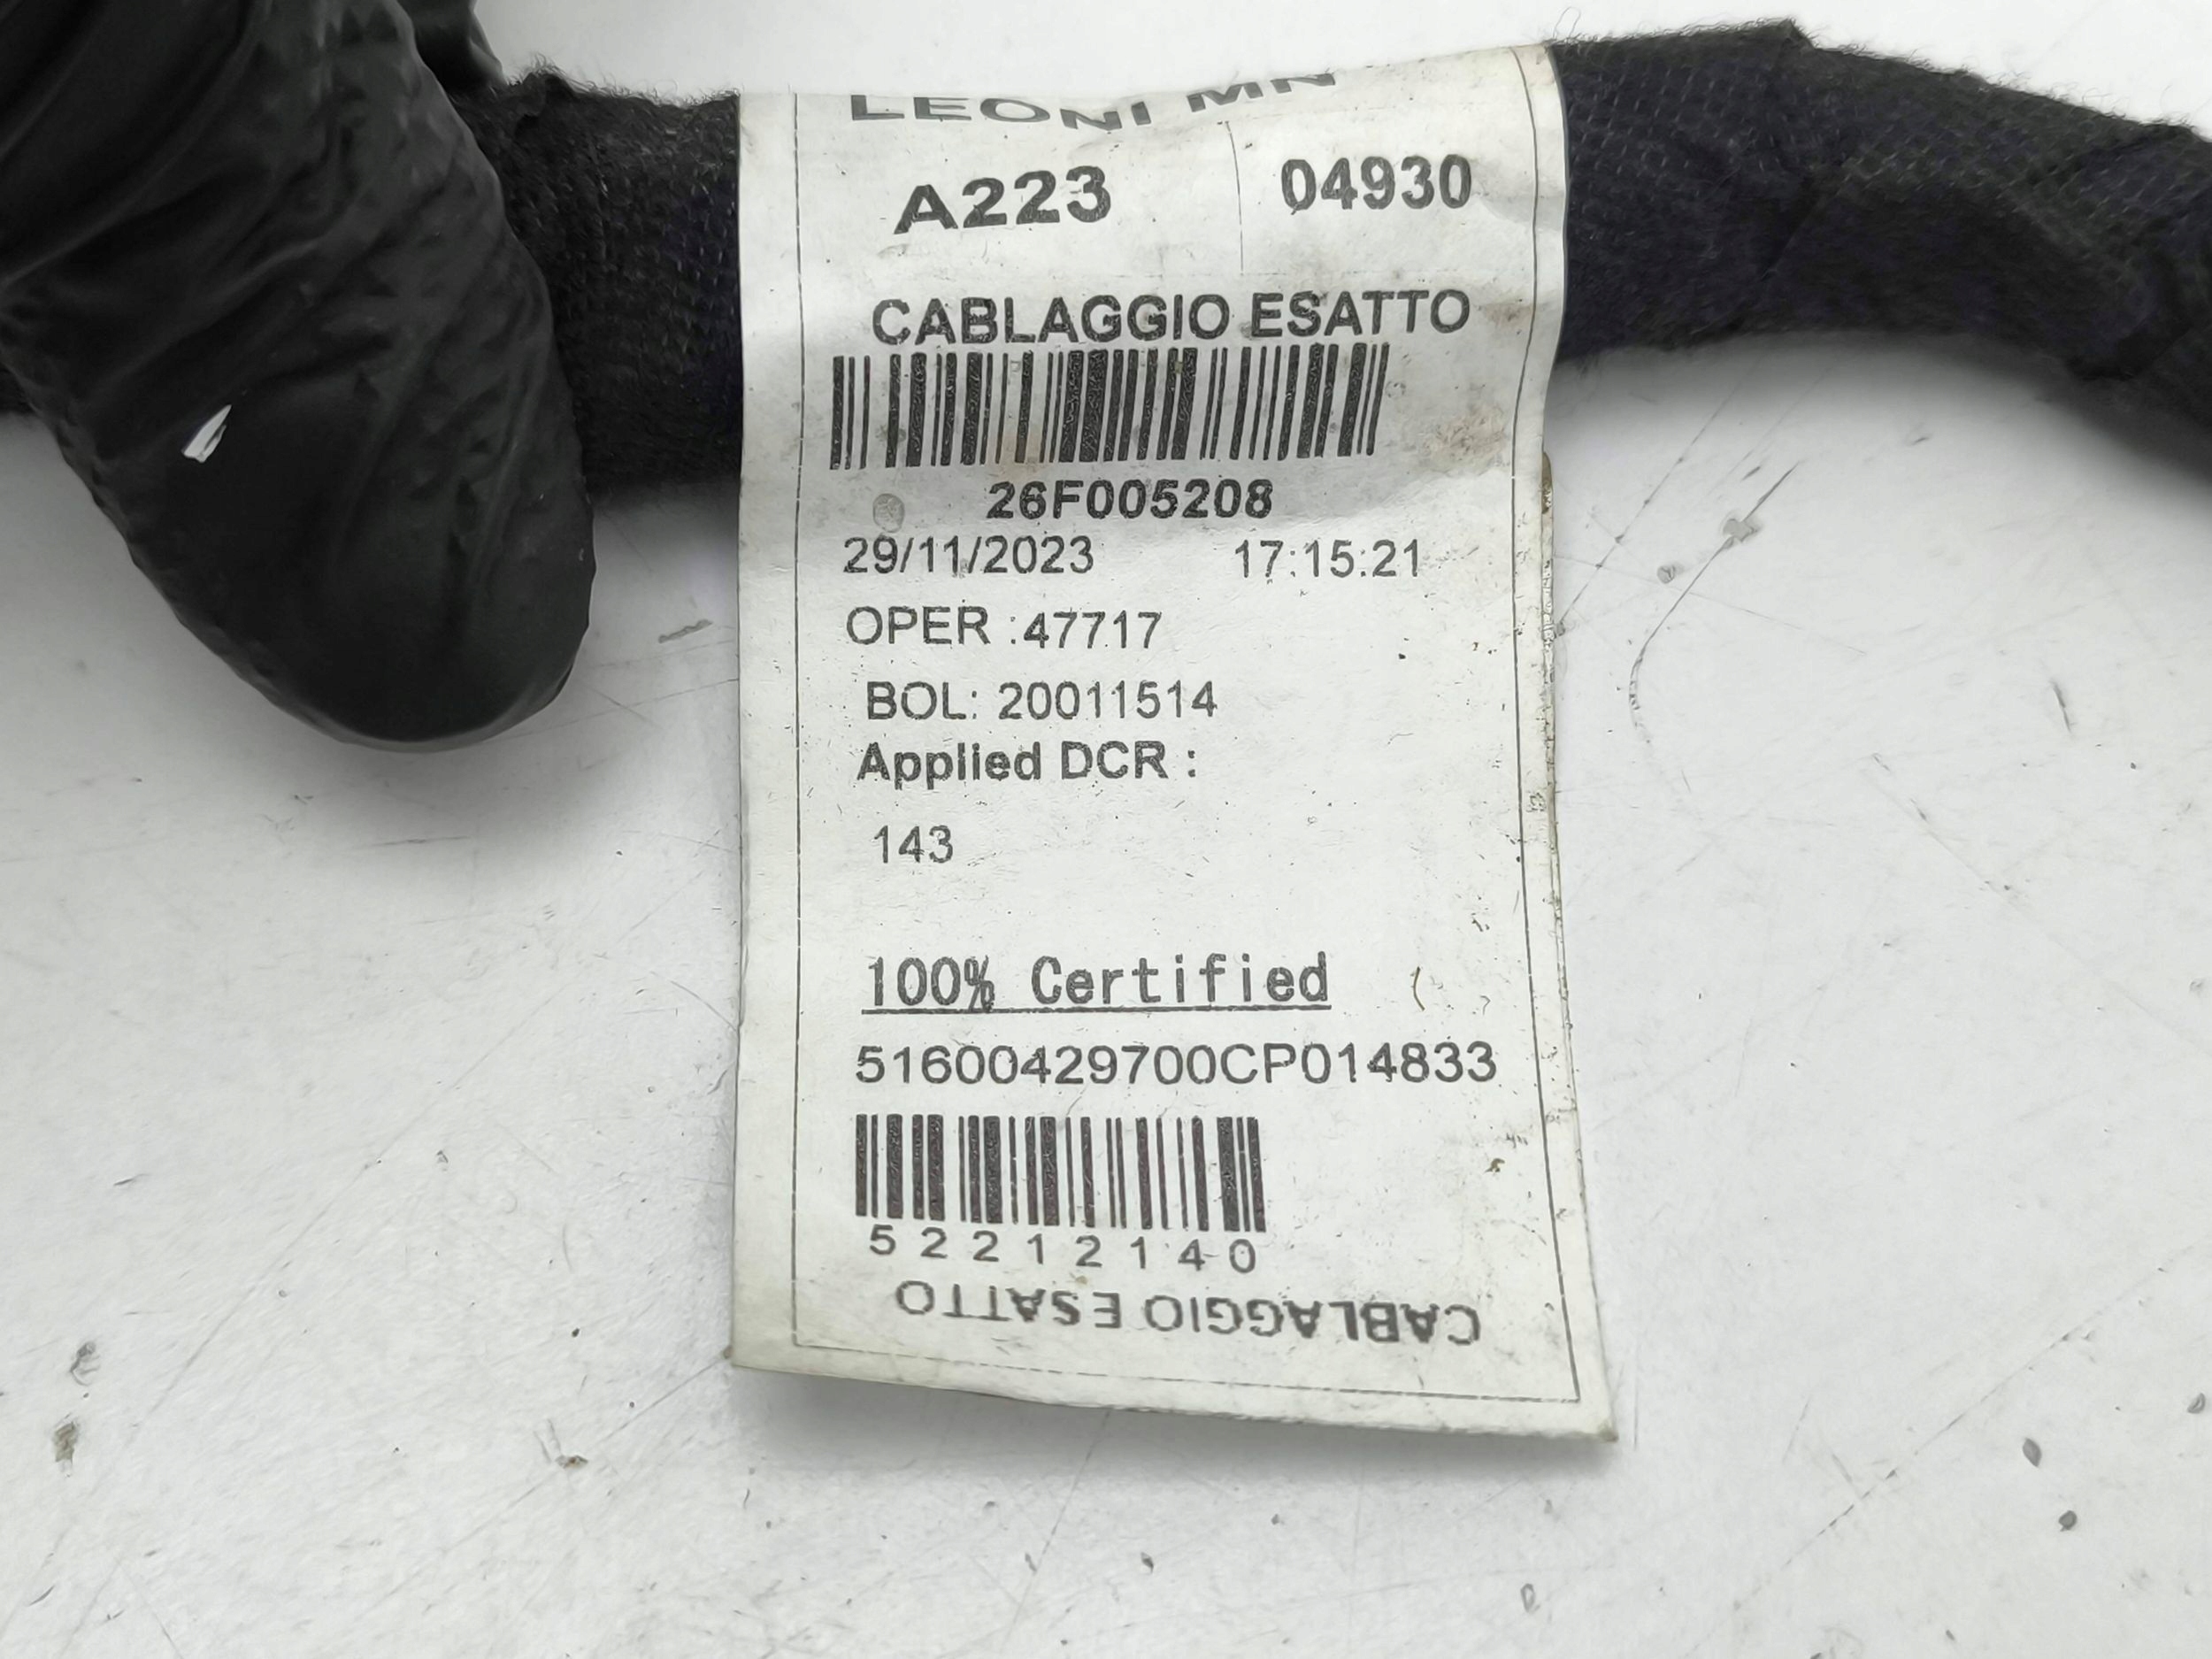 LEONI MN
A223 04930
CABLAGGIO ESATTO
26F005208
29/11/2023 17:15:21
OPER :47717
BOL: 20011514
Applied DCR :
143
100% Certified
51600429700CP014833
52212140
CABLAGGIO ESATTO